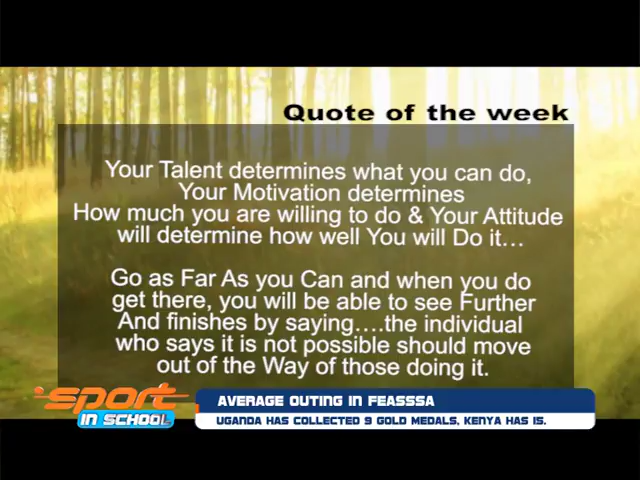 Quote of the week
Your Talent determines what you can do,
Your Motivation determines
How much you are willing to do & Your Attitude
will determine how well You will Do it...
Go as Far As you Can and when you do
get there, you will be able to see Further
And finishes by saying....the individual
who says it is not possible should move
out of the Way of those doing it.
sport
IN SCHOOL
AVERAGE OUTING IN FEASSSA
UGANDA HAS COLLECTED 9 GOLD MEDALS, KENYA HAS 15.